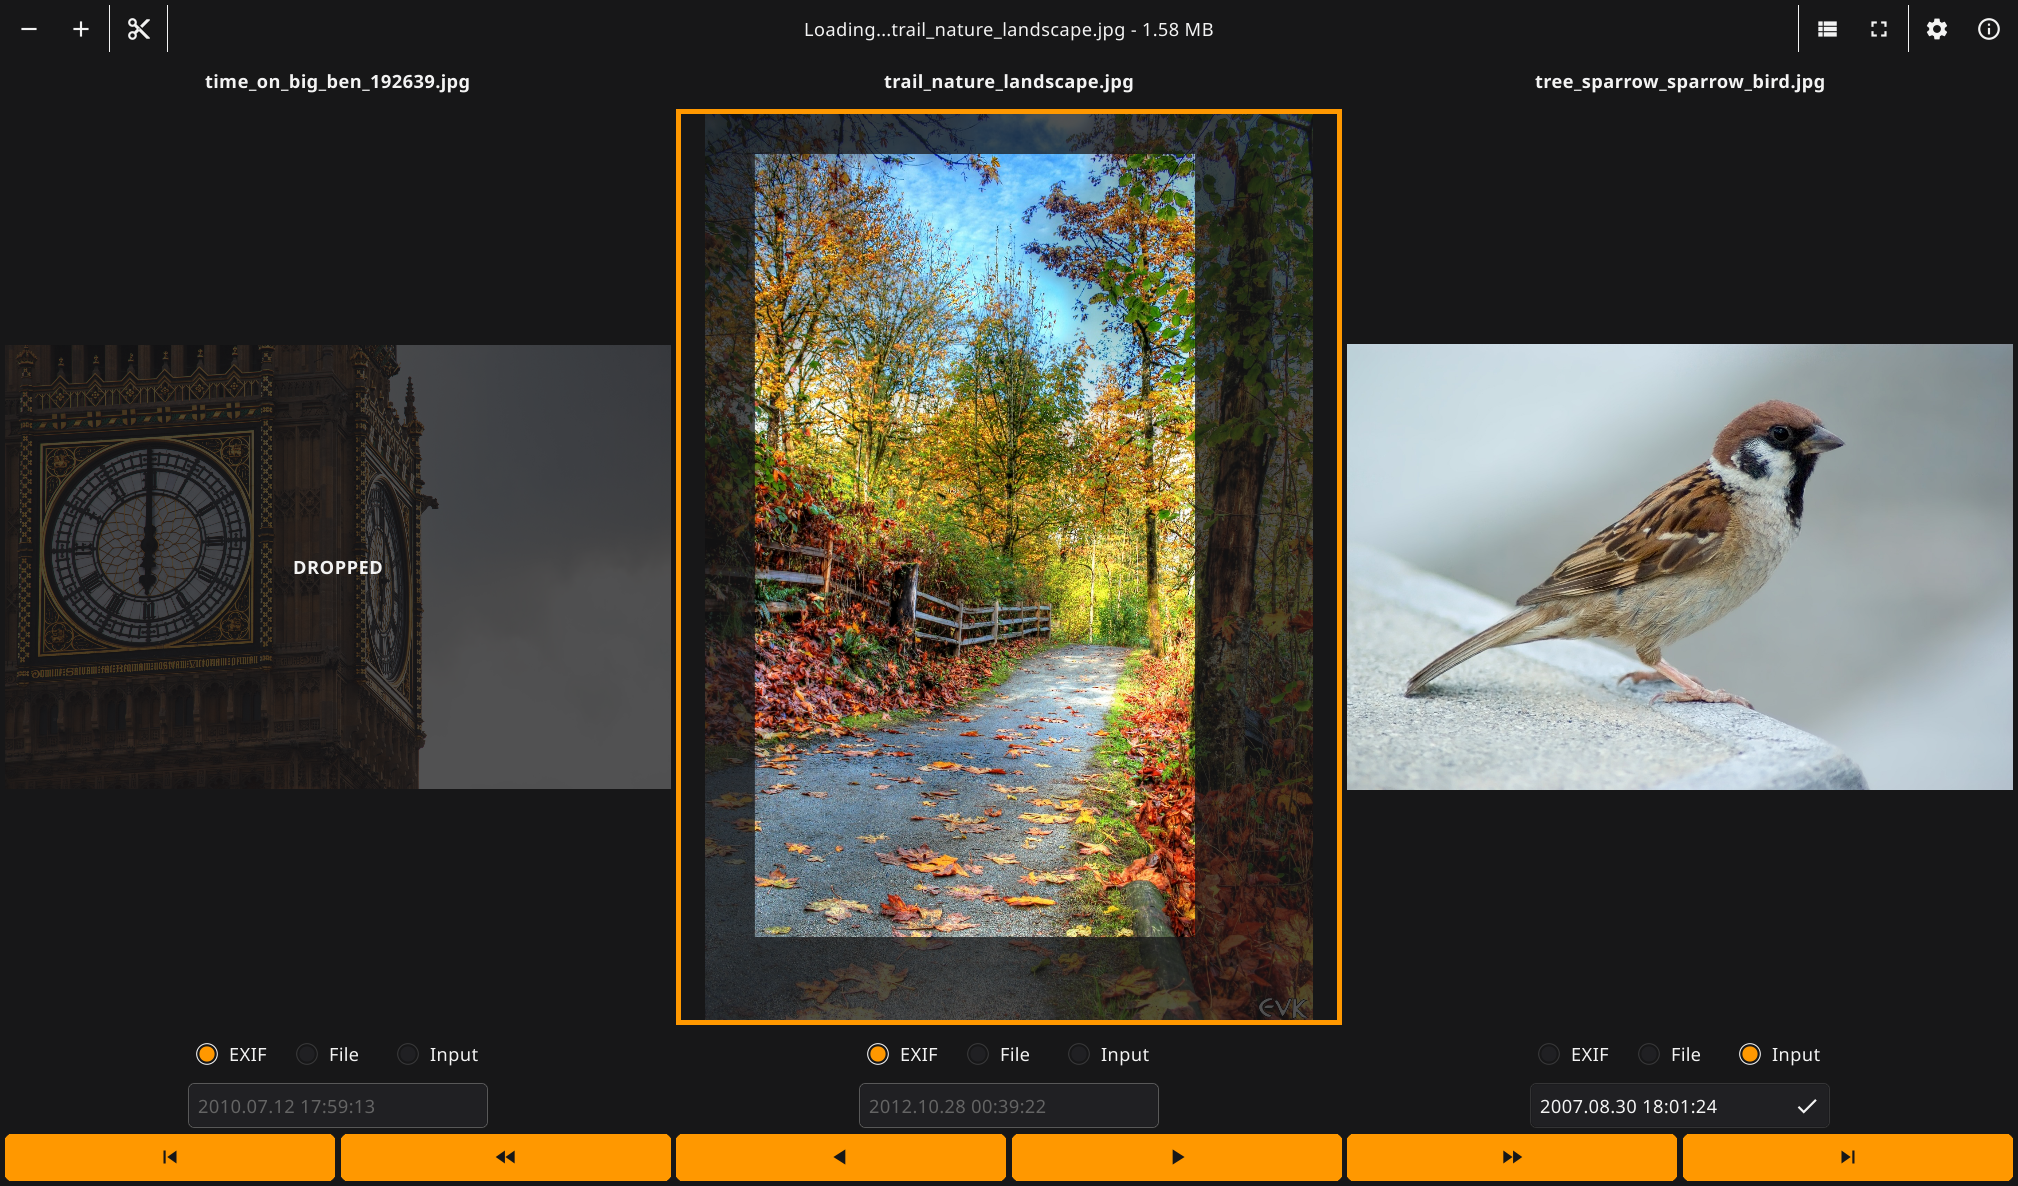 Loading...trail_nature_landscape.jpg - 1.58 MB
time_on_big_ben_192639.jpg
trail_nature_landscape.jpg
tree_sparrow_sparrow_bird.jpg
DROPPED
EVK
EXIF File Input
EXIF File Input
EXIF File Input
2010.07.12 17:59:13
2012.10.28 00:39:22
2007.08.30 18:01:24